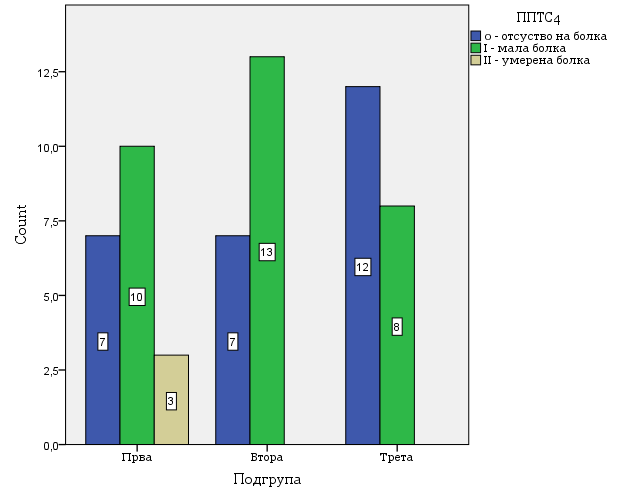 ППТС4
0 - отсуство на болка
I - мала болка
II - умерена болка
12,5
10,0
7,5
5,0
2,5
0,0
Count
7
10
3
7
13
12
8
Прва
Втора
Трета
Подгрупа